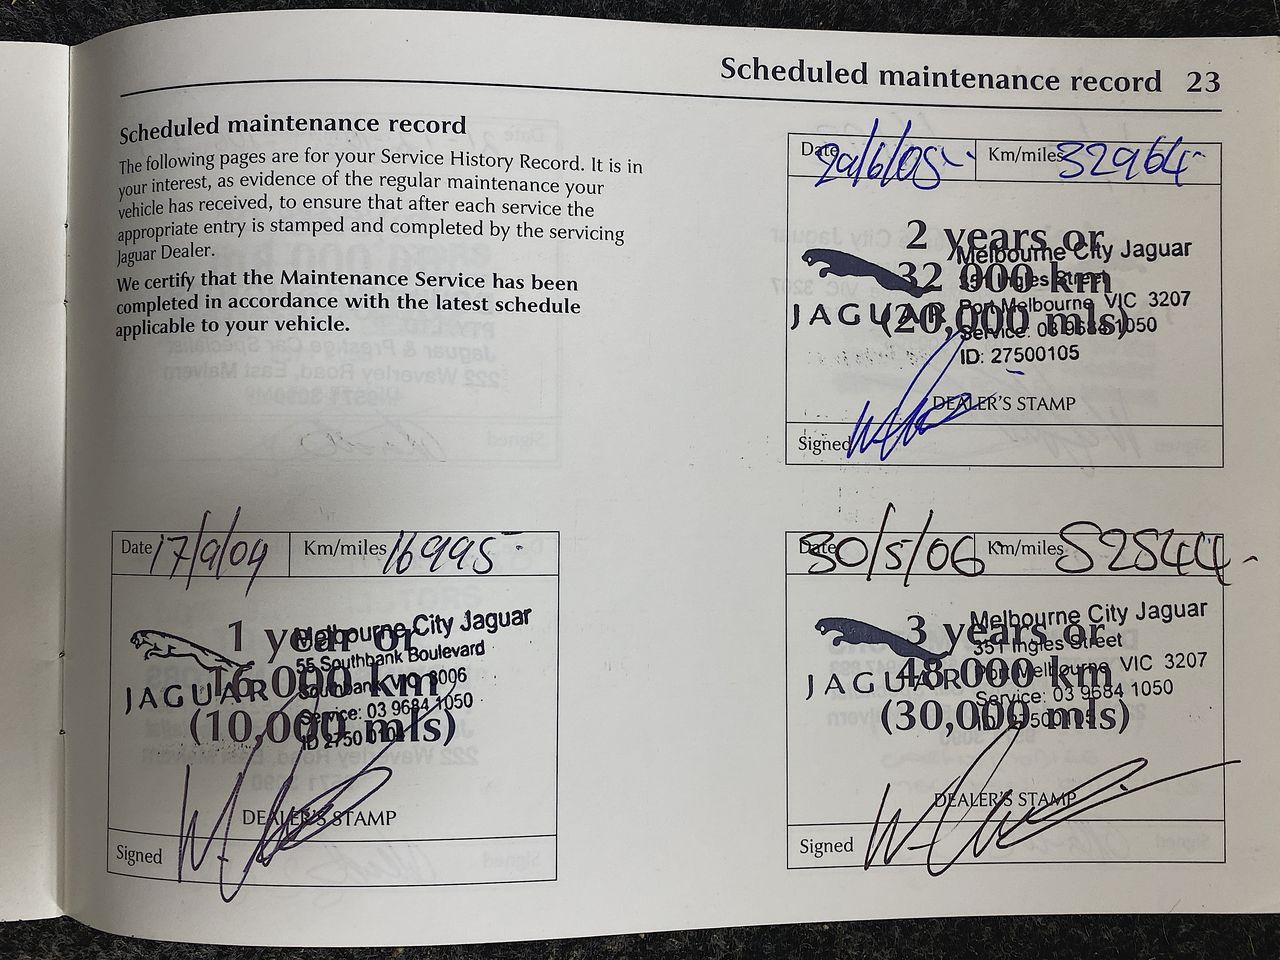 Scheduled maintenance record 23
Scheduled maintenance record
The following pages are for your Service History Record. It is in
your interest, as evidence of the regular maintenance your
vehicle has received, to ensure that after each service the
appropriate entry is stamped and completed by the servicing
Jaguar Dealer.
We certify that the Maintenance Service has been
completed in accordance with the latest schedule
applicable to your vehicle.
Date 17/9/04 Km/miles 16995
1 year or
16 000 km
(10,000 mls)
JAGUAR
Melbourne City Jaguar
55 Southbank Boulevard
Southbank VIC 3006
Service: 03 9684 1050
DEALER'S STAMP
Signed
Date Km/miles 32964
2 years or
32 000 km
(20,000 mls)
JAGUAR
Melbourne City Jaguar
351 Ingles Street
Port Melbourne VIC 3207
Service: 03 9684 1050
ID: 27500105
DEALER'S STAMP
Signed
Date 30/5/06 Km/miles 52544
3 years or
48 000 km
(30,000 mls)
JAGUAR
Melbourne City Jaguar
351 Ingles Street
Port Melbourne VIC 3207
Service: 03 9684 1050
DEALER'S STAMP
Signed